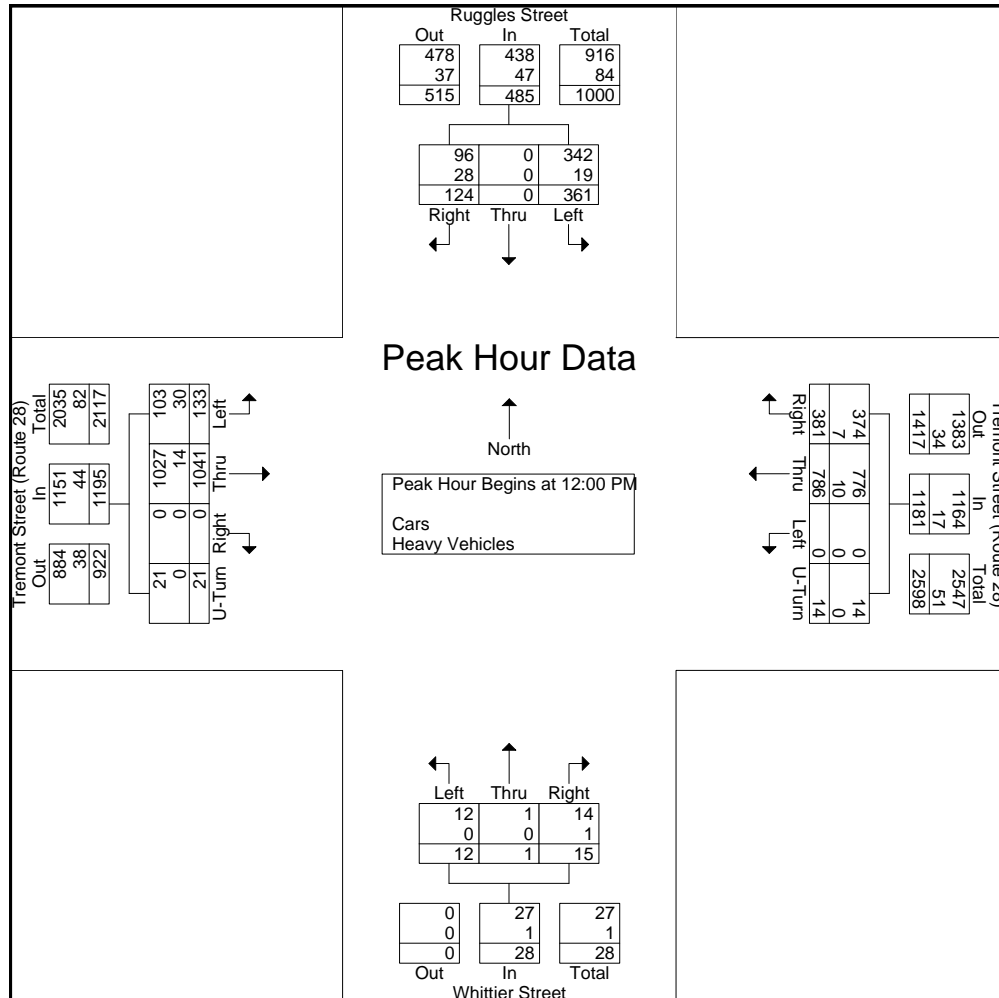 Ruggles Street
Out In Total
478 438 916
37 47 84
515 485 1000
96 0 342
28 0 19
124 0 361
Right Thru Left
Peak Hour Data
North
Peak Hour Begins at 12:00 PM
Cars
Heavy Vehicles
Tremont Street (Route 28)
Total In Out
2035 1151 884
82 44 38
2117 1195 922
103 1027 0 21
30 14 0 0
133 1041 0 21
Left Thru Right U-Turn
Tremont Street (Route 28)
Out In Total
1383 1164 2547
34 17 51
1417 1181 2598
374 776 0 14
7 10 0 0
381 786 0 14
Right Thru Left U-Turn
Left Thru Right
12 1 14
0 0 1
12 1 15
0 27 27
0 1 1
0 28 28
Out In Total
Whittier Street